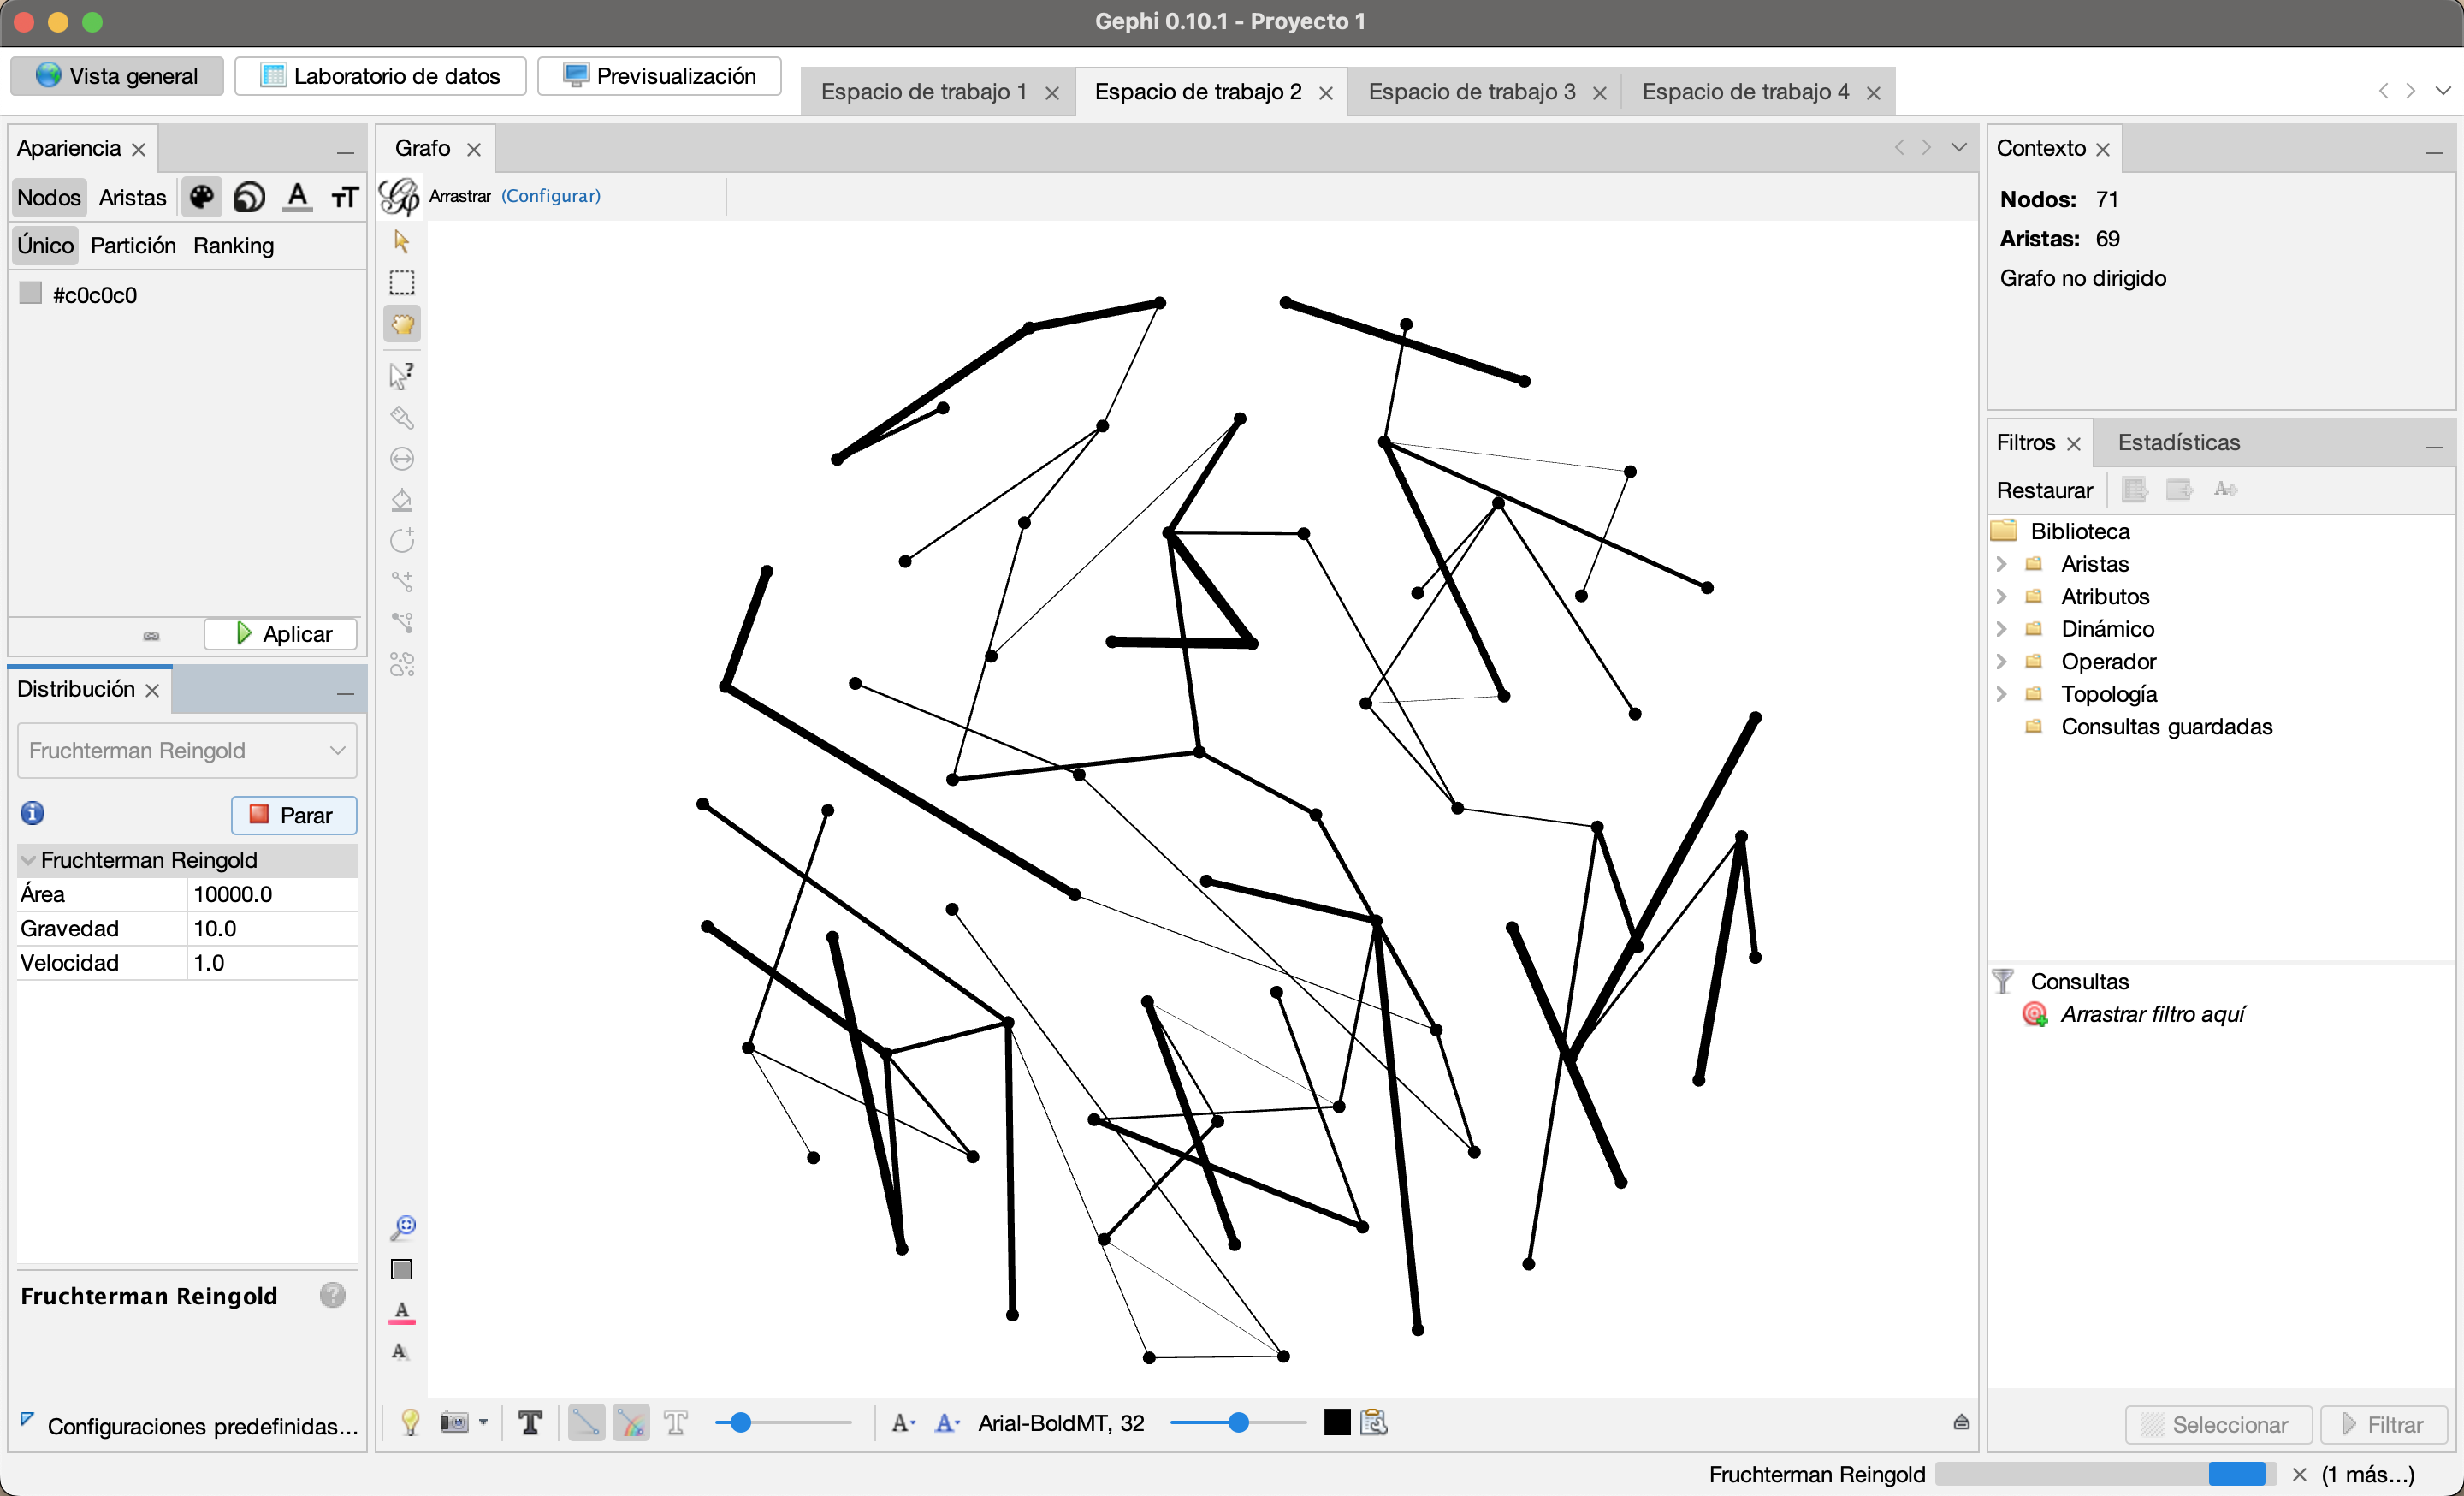 Gephi 0.10.1 - Proyecto 1
Vista general
Laboratorio de datos
Previsualización
Espacio de trabajo 1
Espacio de trabajo 2
Espacio de trabajo 3
Espacio de trabajo 4
Apariencia
Nodos Aristas
Único Partición Ranking
#c0c0c0
Aplicar
Distribución
Fruchterman Reingold
Parar
Fruchterman Reingold
Área 10000.0
Gravedad 10.0
Velocidad 1.0
Fruchterman Reingold
Configuraciones predefinidas...
Grafo
Arrastrar (Configurar)
Arial-BoldMT, 32
Contexto
Nodos: 71
Aristas: 69
Grafo no dirigido
Filtros
Estadísticas
Restaurar
Biblioteca
Aristas
Atributos
Dinámico
Operador
Topología
Consultas guardadas
Consultas
Arrastrar filtro aquí
Seleccionar
Filtrar
Fruchterman Reingold (1 más...)